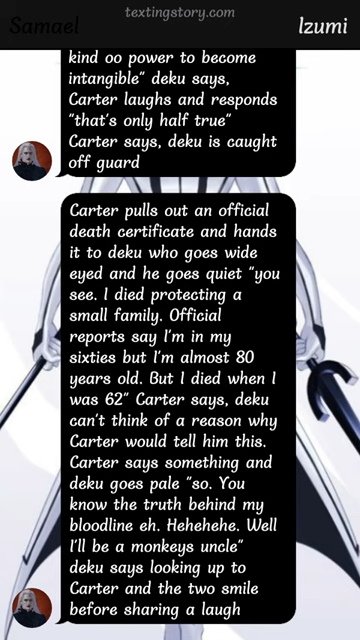 textingstory.com
Samael
Izumi
kind oo power to become
intangible" deku says,
Carter laughs and responds
"that's only half true"
Carter says, deku is caught
off guard
Carter pulls out an official
death certificate and hands
it to deku who goes wide
eyed and he goes quiet "you
see. I died protecting a
small family. Official
reports say I'm in my
sixties but I'm almost 80
years old. But I died when I
was 62" Carter says, deku
can't think of a reason why
Carter would tell him this.
Carter says something and
deku goes pale "so. You
know the truth behind my
bloodline eh. Hehehehe. Well
I'll be a monkeys uncle"
deku says looking up to
Carter and the two smile
before sharing a laugh